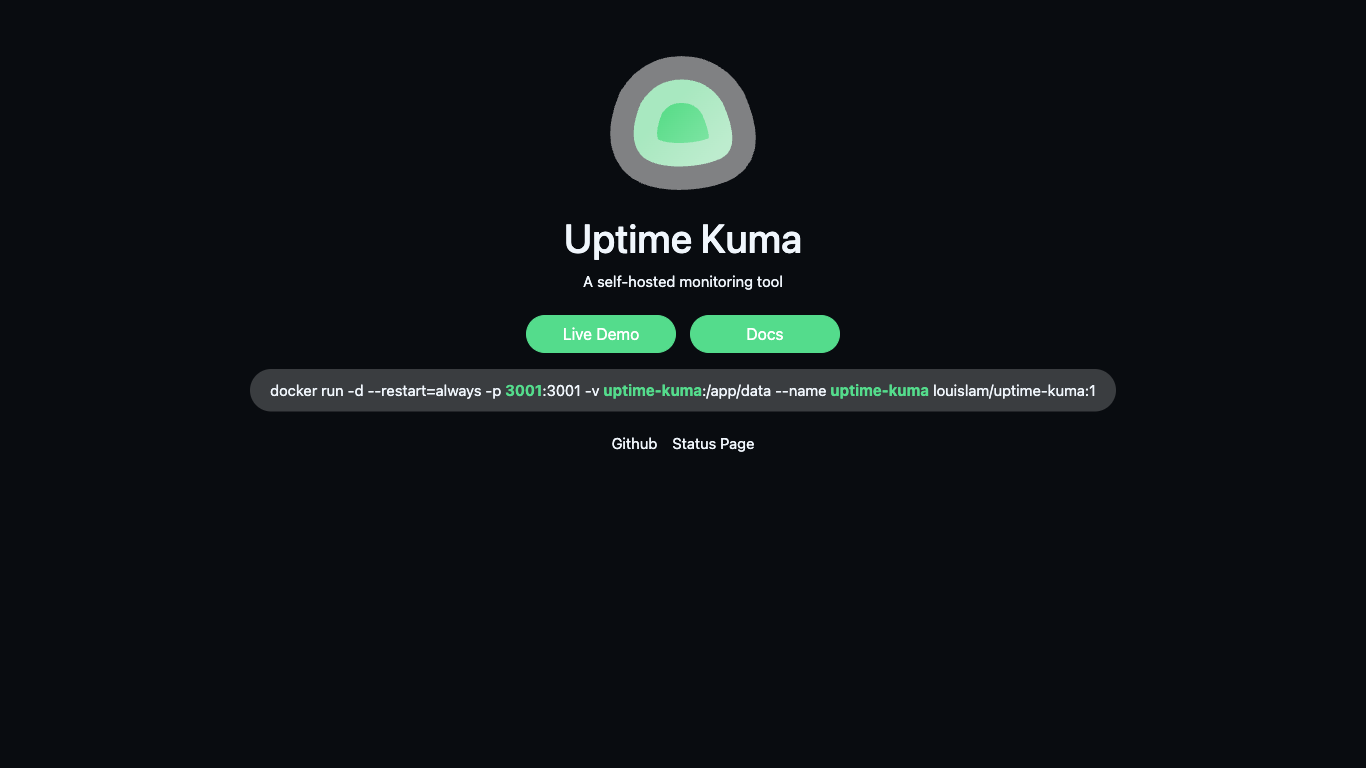 Uptime Kuma
A self-hosted monitoring tool
Live Demo Docs
docker run -d --restart=always -p 3001:3001 -v uptime-kuma:/app/data --name uptime-kuma louislam/uptime-kuma:1
Github Status Page